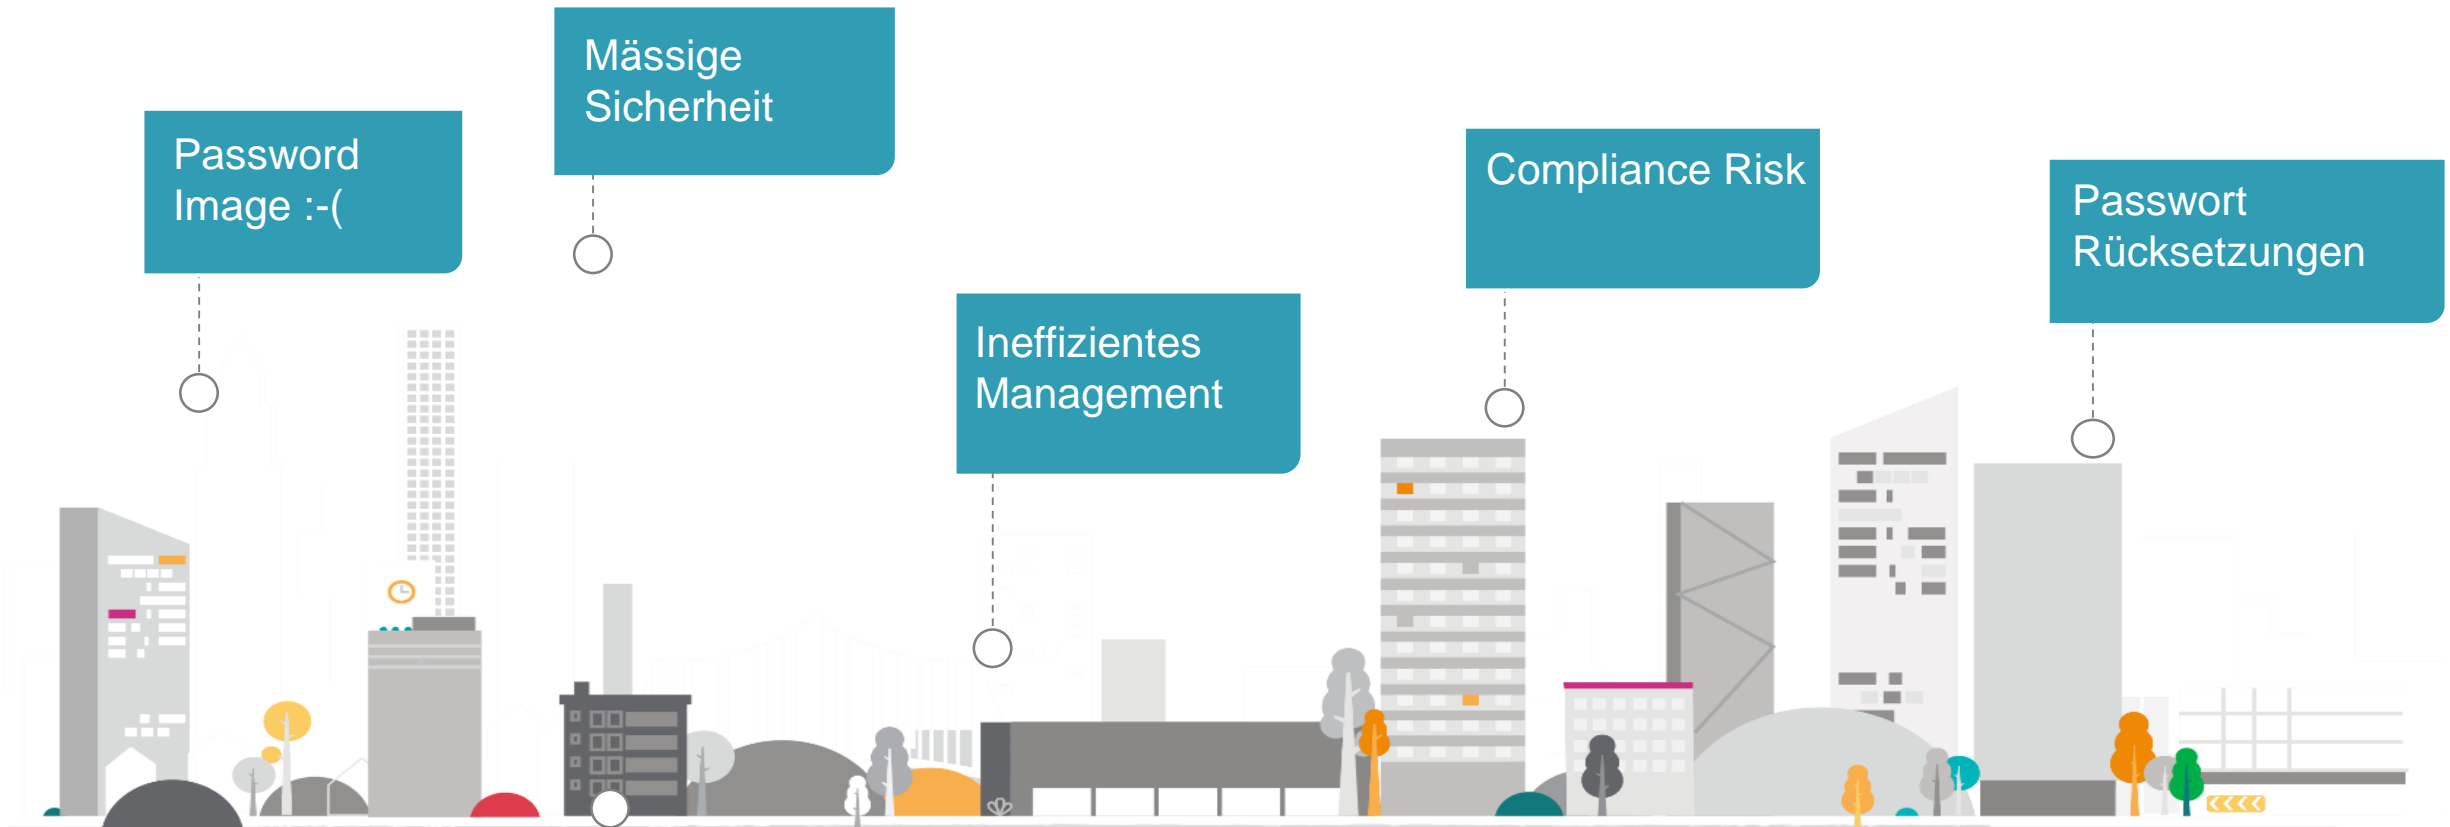 Password
Image :-(
Mässige
Sicherheit
Ineffizientes
Management
Compliance Risk
Passwort
Rücksetzungen